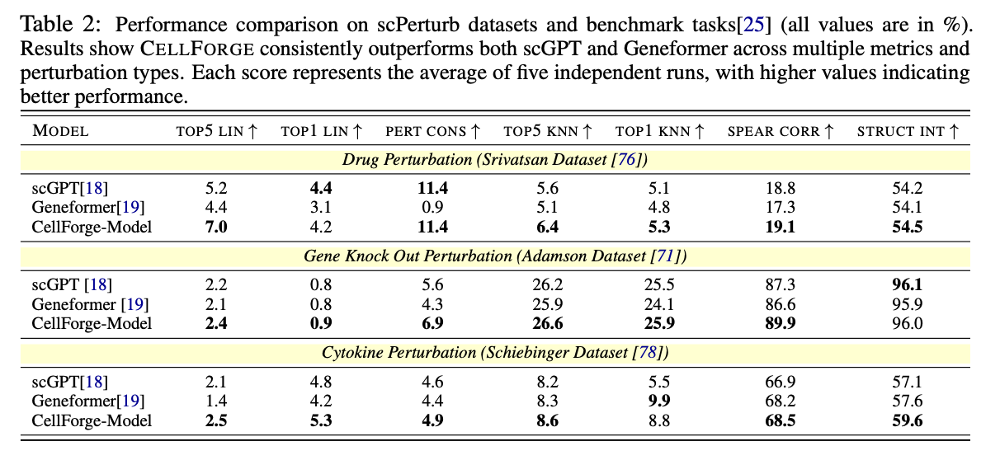 Table 2: Performance comparison on scPerturb datasets and benchmark tasks[25] (all values are in %).
Results show CELLFORGE consistently outperforms both scGPT and Geneformer across multiple metrics and
perturbation types. Each score represents the average of five independent runs, with higher values indicating
better performance.
MODEL TOP5 LIN ↑ TOP1 LIN ↑ PERT CONS ↑ TOP5 KNN ↑ TOP1 KNN ↑ SPEAR CORR ↑ STRUCT INT ↑
Drug Perturbation (Srivatsan Dataset [76])
scGPT[18] 5.2 4.4 11.4 5.6 5.1 18.8 54.2
Geneformer[19] 4.4 3.1 0.9 5.1 4.8 17.3 54.1
CellForge-Model 7.0 4.2 11.4 6.4 5.3 19.1 54.5
Gene Knock Out Perturbation (Adamson Dataset [71])
scGPT [18] 2.2 0.8 5.6 26.2 25.5 87.3 96.1
Geneformer [19] 2.1 0.8 4.3 25.9 24.1 86.6 95.9
CellForge-Model 2.4 0.9 6.9 26.6 25.9 89.9 96.0
Cytokine Perturbation (Schiebinger Dataset [78])
scGPT[18] 2.1 4.8 4.6 8.2 5.5 66.9 57.1
Geneformer[19] 1.4 4.2 4.4 8.3 9.9 68.2 57.6
CellForge-Model 2.5 5.3 4.9 8.6 8.8 68.5 59.6